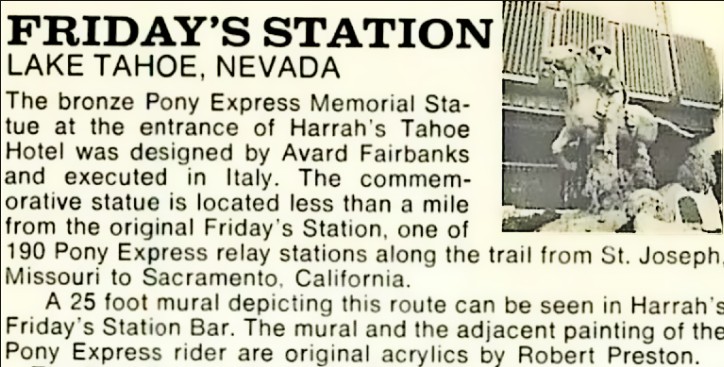 FRIDAY'S STATION
LAKE TAHOE, NEVADA
The bronze Pony Express Memorial Sta-
tue at the entrance of Harrah's Tahoe
Hotel was designed by Avard Fairbanks
and executed in Italy. The commem-
orative statue is located less than a mile
from the original Friday's Station, one of
190 Pony Express relay stations along the trail from St. Joseph,
Missouri to Sacramento, California.
A 25 foot mural depicting this route can be seen in Harrah's
Friday's Station Bar. The mural and the adjacent painting of the
Pony Express rider are original acrylics by Robert Preston.